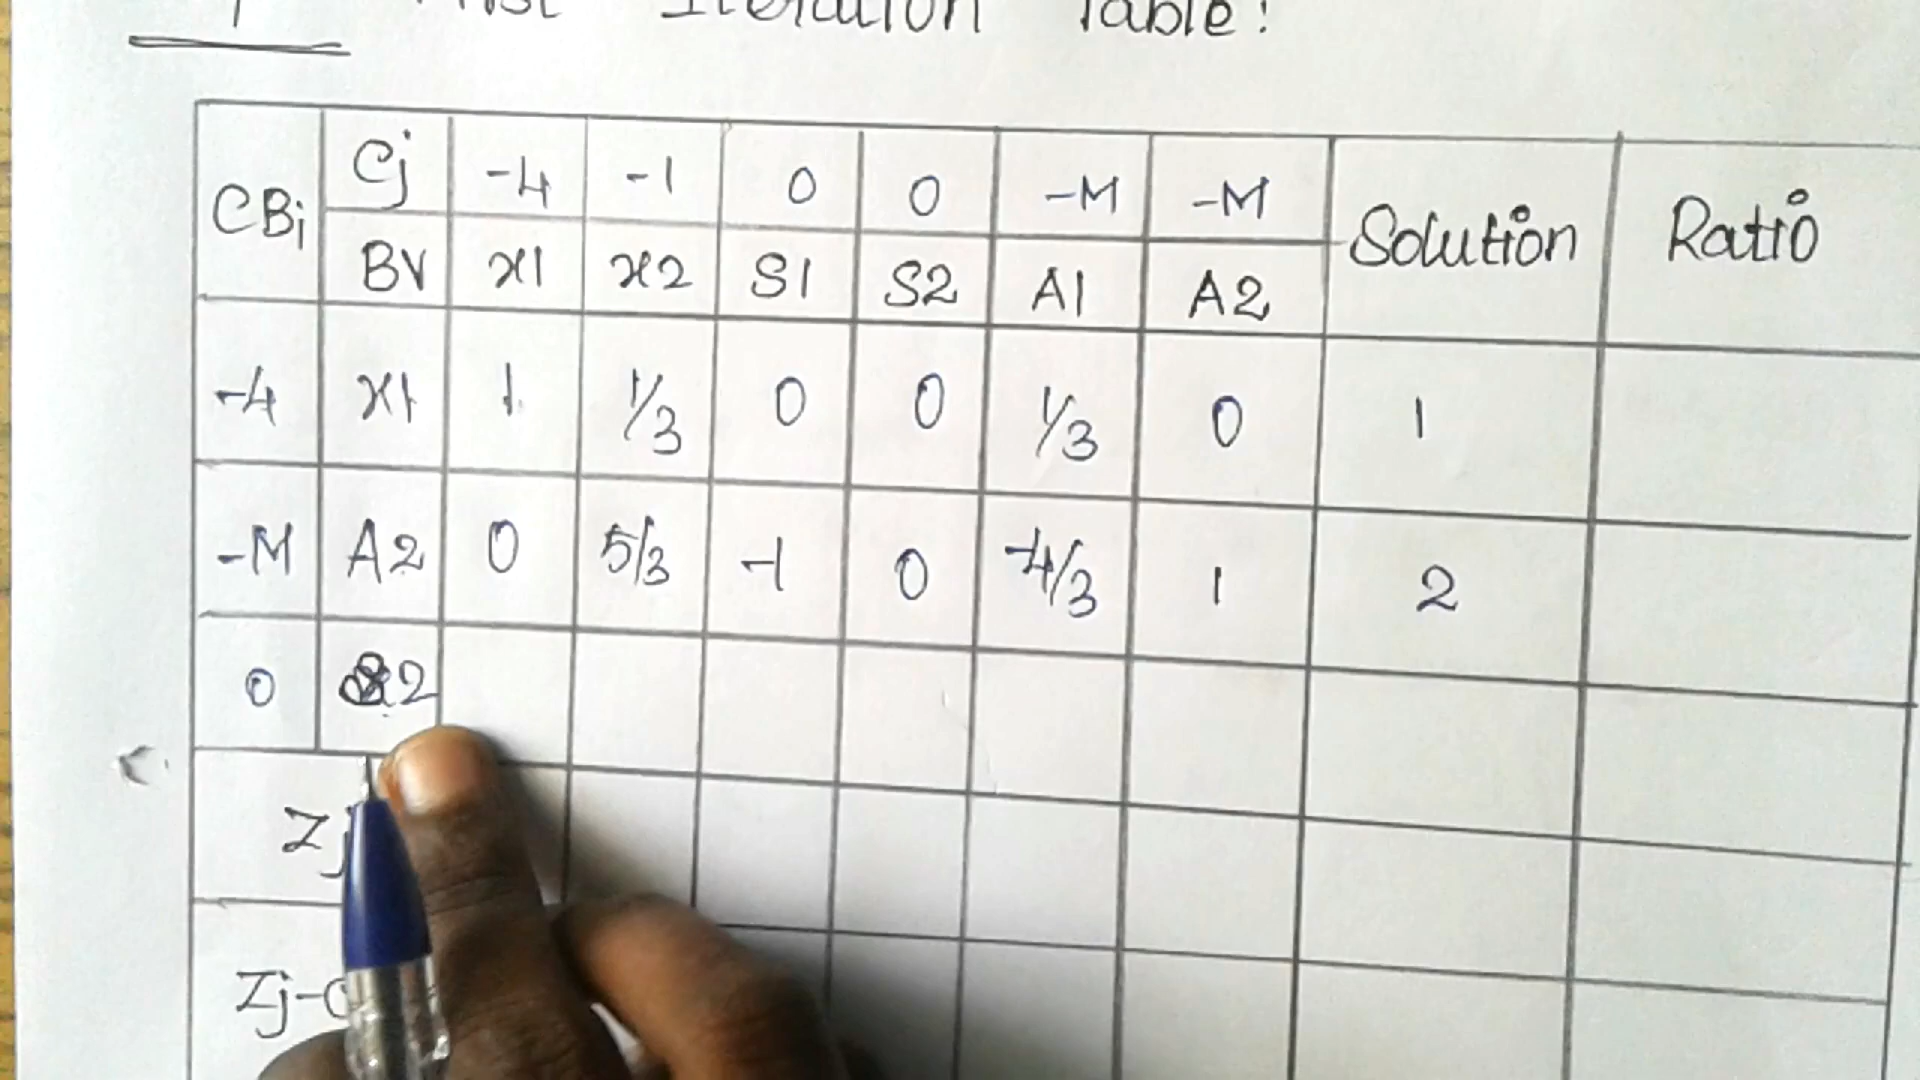 Iteration Table:
CBi Cj -4 -1 0 0 -M -M Solution Ratio
BV x1 x2 S1 S2 A1 A2
-4 x1 1 1/3 0 0 1/3 0 1
-M A2 0 5/3 -1 0 -4/3 1 2
0 S2
Zj
Zj-